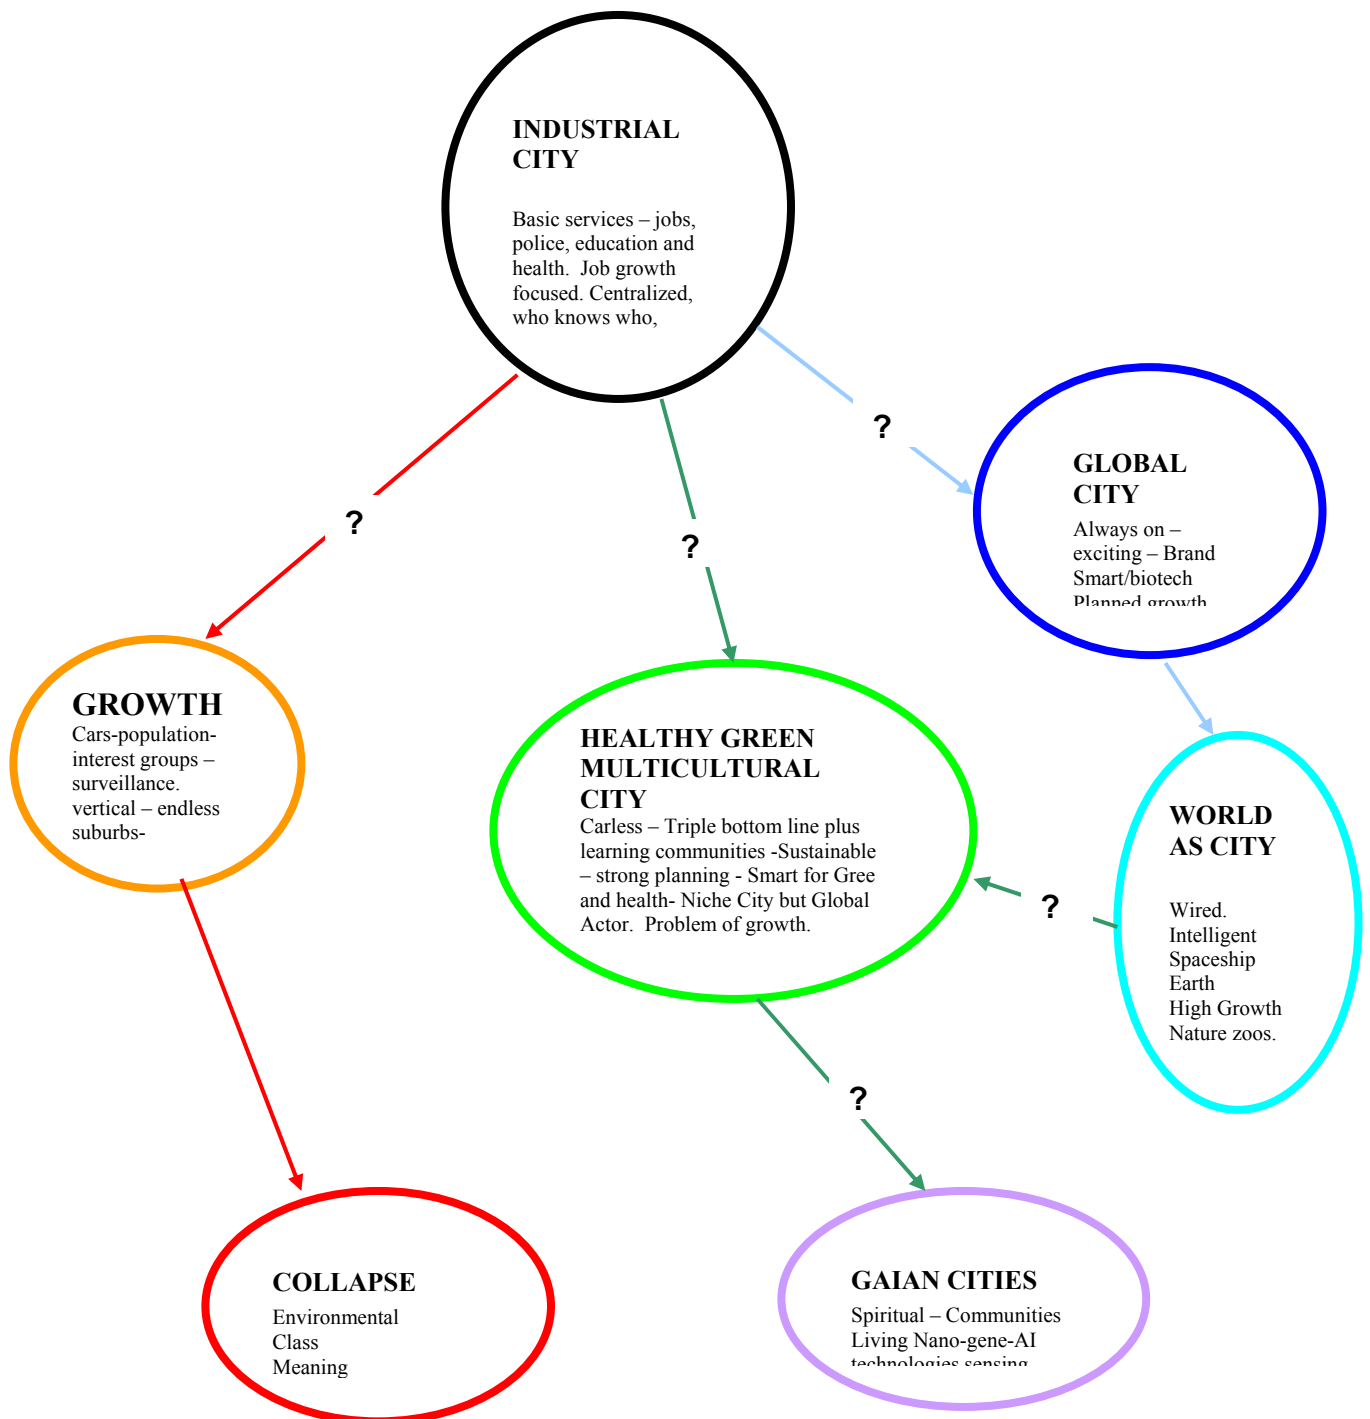 INDUSTRIAL
CITY
Basic services – jobs,
police, education and
health.  Job growth
focused. Centralized,
who knows who,
?
?
?
GLOBAL
CITY
Always on –
exciting – Brand
Smart/biotech
Planned growth
GROWTH
Cars-population-
interest groups –
surveillance.
vertical – endless
suburbs-
HEALTHY GREEN
MULTICULTURAL
CITY
Carless – Triple bottom line plus
learning communities -Sustainable
– strong planning - Smart for Gree
and health- Niche City but Global
Actor.  Problem of growth.
?
WORLD
AS CITY
Wired.
Intelligent
Spaceship
Earth
High Growth
Nature zoos.
?
COLLAPSE
Environmental
Class
Meaning
GAIAN CITIES
Spiritual – Communities
Living Nano-gene-AI
technologies sensing